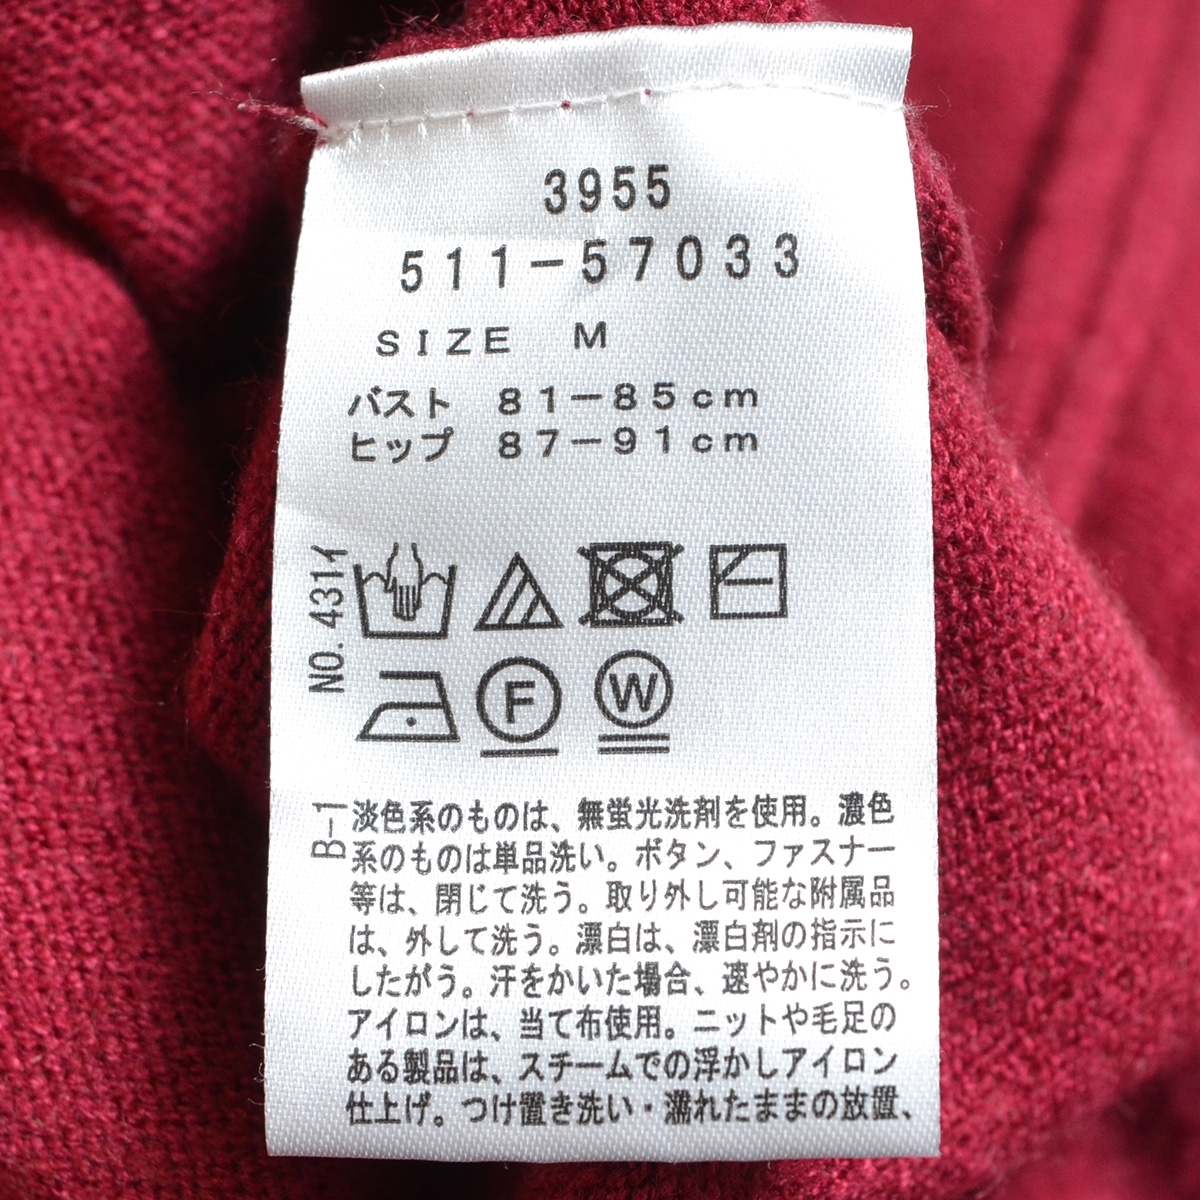 3955
511-57033
SIZE M
バスト 81-85cm
ヒップ 87-91cm
NO. 4311
F
W
B-1
淡色系のものは、無蛍光洗剤を使用。濃色
系のものは単品洗い。ボタン、ファスナー
等は、閉じて洗う。取り外し可能な附属品
は、外して洗う。漂白は、漂白剤の指示に
したがう。汗をかいた場合、速やかに洗う。
アイロンは、当て布使用。ニットや毛足の
ある製品は、スチームでの浮かしアイロン
仕上げ。つけ置き洗い・濡れたままの放置、